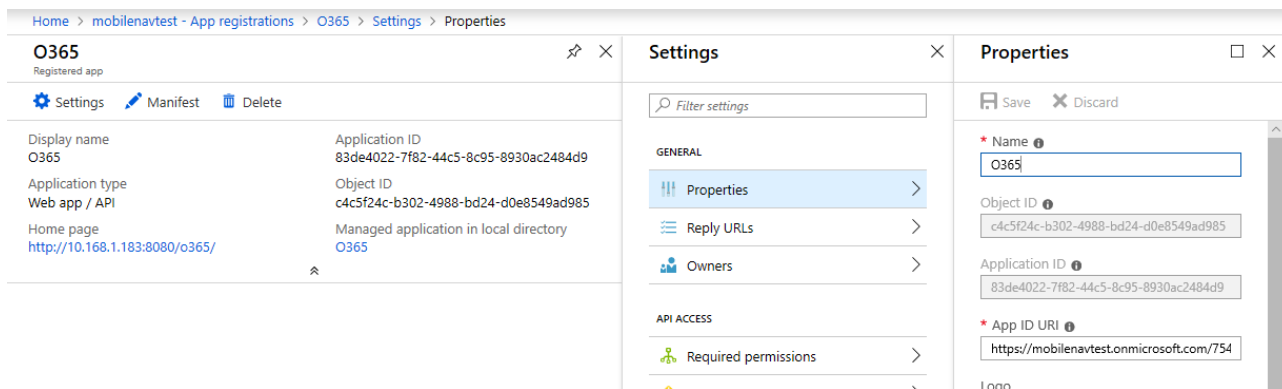 Home > mobilenavtest - App registrations > O365 > Settings > Properties
O365
Registered app
Settings Manifest Delete
Display name
O365
Application ID
83de4022-7f82-44c5-8c95-8930ac2484d9
Application type
Web app / API
Object ID
c4c5f24c-b302-4988-bd24-d0e8549ad985
Home page
http://10.168.1.183:8080/o365/
Managed application in local directory
O365
Settings
Filter settings
GENERAL
Properties
Reply URLs
Owners
API ACCESS
Required permissions
Properties
Save Discard
* Name
O365
Object ID
c4c5f24c-b302-4988-bd24-d0e8549ad985
Application ID
83de4022-7f82-44c5-8c95-8930ac2484d9
* App ID URI
https://mobilenavtest.onmicrosoft.com/754
Logo